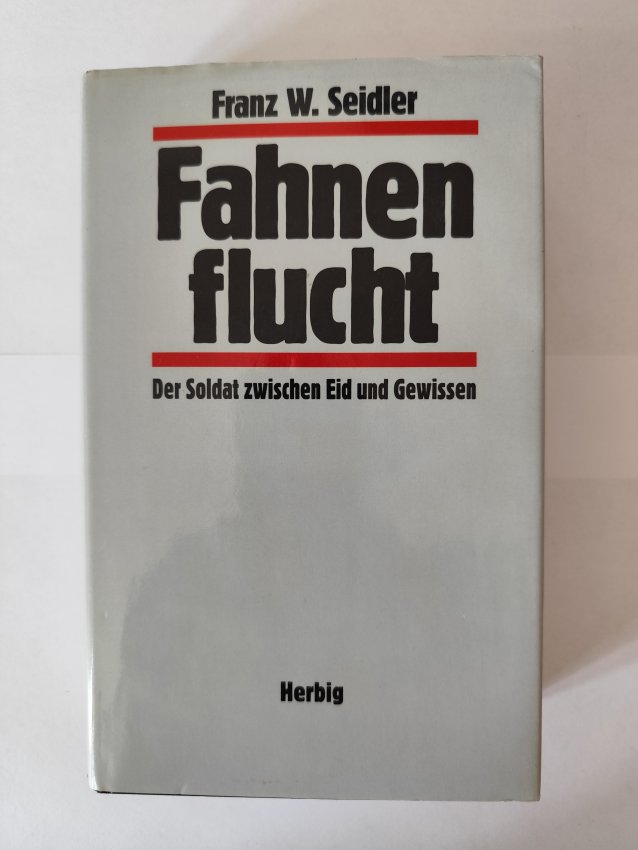 Franz W. Seidler
Fahnen
flucht
Der Soldat zwischen Eid und Gewissen
Herbig